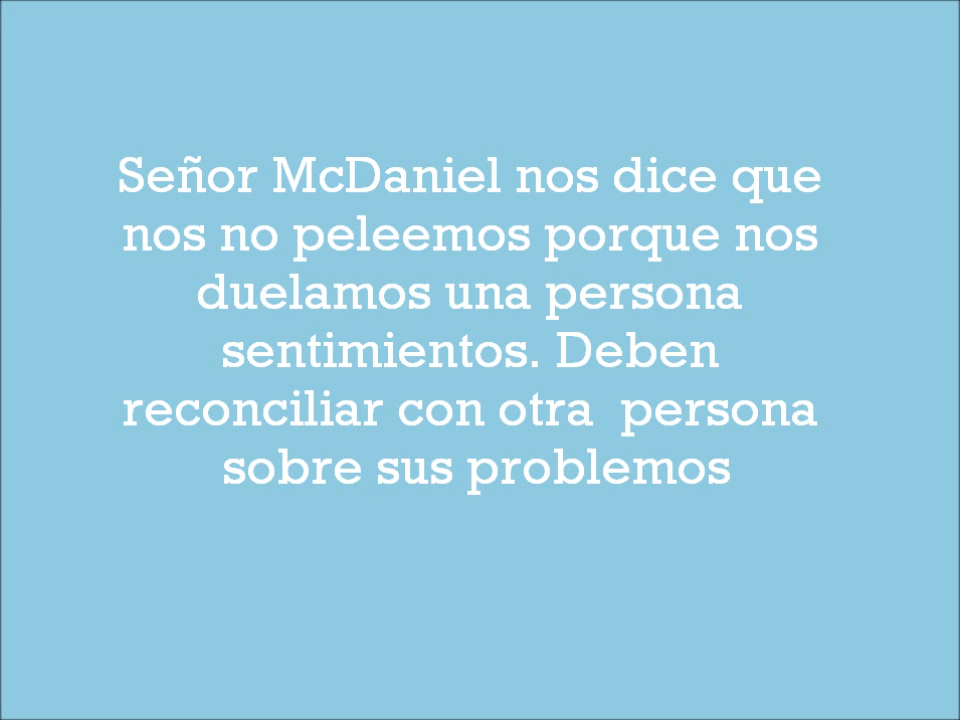 Señor McDaniel nos dice que
nos no peleemos porque nos
duelamos una persona
sentimientos. Deben
reconciliar con otra  persona
sobre sus problemos